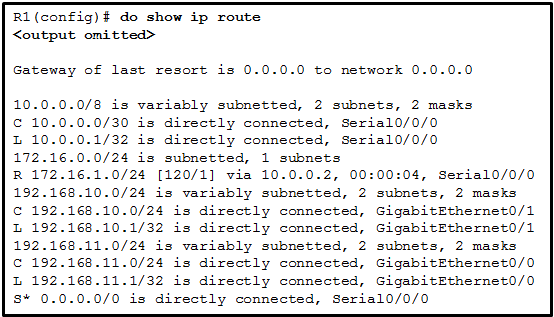 R1(config)# do show ip route
<output omitted>
Gateway of last resort is 0.0.0.0 to network 0.0.0.0
10.0.0.0/8 is variably subnetted, 2 subnets, 2 masks
C 10.0.0.0/30 is directly connected, Serial0/0/0
L 10.0.0.1/32 is directly connected, Serial0/0/0
172.16.0.0/24 is subnetted, 1 subnets
R 172.16.1.0/24 [120/1] via 10.0.0.2, 00:00:04, Serial0/0/0
192.168.10.0/24 is variably subnetted, 2 subnets, 2 masks
C 192.168.10.0/24 is directly connected, GigabitEthernet0/1
L 192.168.10.1/32 is directly connected, GigabitEthernet0/1
192.168.11.0/24 is variably subnetted, 2 subnets, 2 masks
C 192.168.11.0/24 is directly connected, GigabitEthernet0/0
L 192.168.11.1/32 is directly connected, GigabitEthernet0/0
S* 0.0.0.0/0 is directly connected, Serial0/0/0